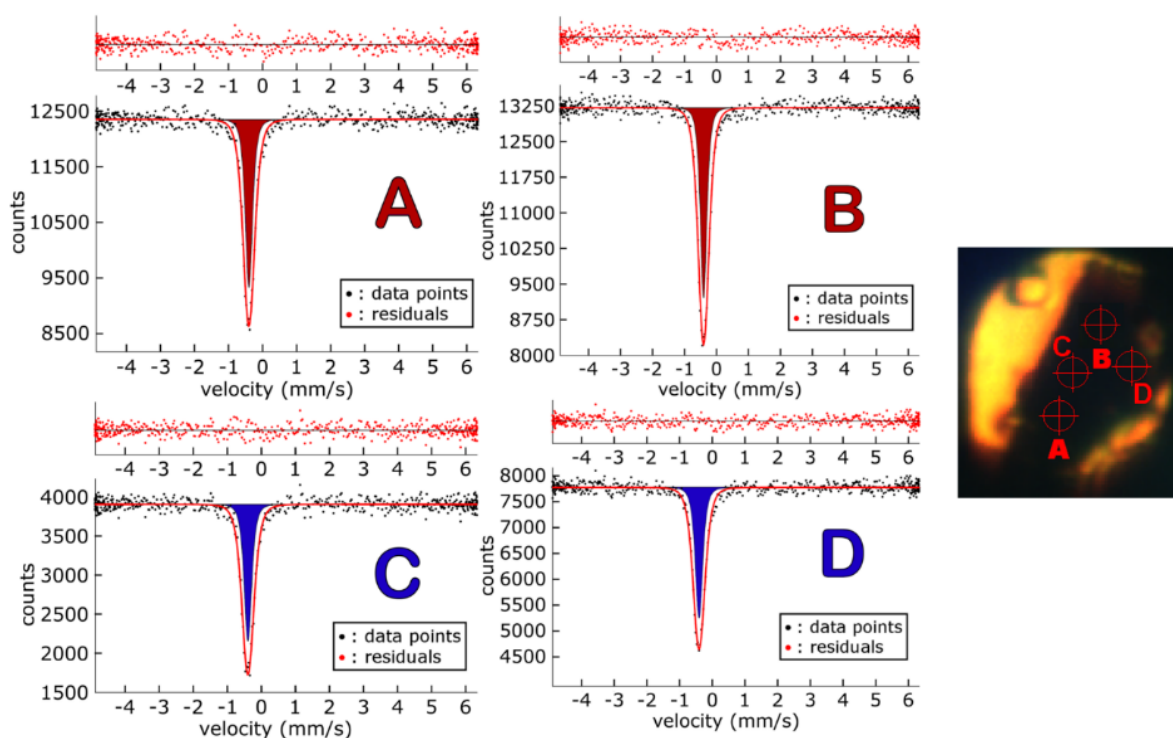 -4 -3 -2 -1 0 1 2 3 4 5 6
12500
11500
10500
9500
8500
counts
A
• : data points
• : residuals
-4 -3 -2 -1 0 1 2 3 4 5 6
velocity (mm/s)
-4 -3 -2 -1 0 1 2 3 4 5 6
13250
12500
11750
13250
10250
9500
8750
8000
counts
B
• : data points
• : residuals
-4 -3 -2 -1 0 1 2 3 4 5 6
velocity (mm/s)
C
B
D
A
-4 -3 -2 -1 0 1 2 3 4 5 6
4000
3500
3000
2500
2000
1500
counts
C
• : data points
• : residuals
-4 -3 -2 -1 0 1 2 3 4 5 6
velocity (mm/s)
-4 -3 -2 -1 0 1 2 3 4 5 6
8000
7500
7000
6500
6000
5500
5000
4500
counts
D
• : data points
• : residuals
-4 -3 -2 -1 0 1 2 3 4 5 6
velocity (mm/s)